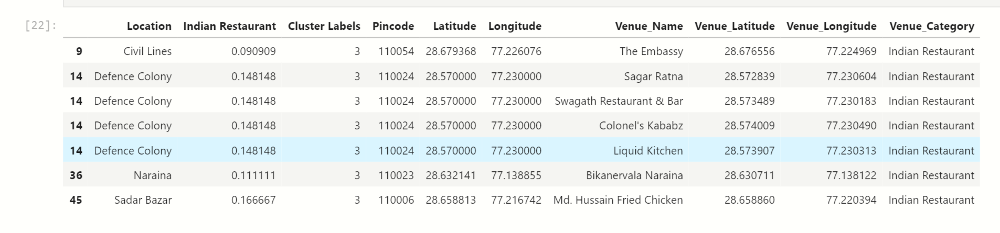 [22]: Location Indian Restaurant Cluster Labels Pincode Latitude Longitude Venue_Name Venue_Latitude Venue_Longitude Venue_Category
9 Civil Lines 0.090909 3 110054 28.679368 77.226076 The Embassy 28.676556 77.224969 Indian Restaurant
14 Defence Colony 0.148148 3 110024 28.570000 77.230000 Sagar Ratna 28.572839 77.230604 Indian Restaurant
14 Defence Colony 0.148148 3 110024 28.570000 77.230000 Swagath Restaurant & Bar 28.573489 77.230183 Indian Restaurant
14 Defence Colony 0.148148 3 110024 28.570000 77.230000 Colonel's Kababz 28.574009 77.230490 Indian Restaurant
14 Defence Colony 0.148148 3 110024 28.570000 77.230000 Liquid Kitchen 28.573907 77.230313 Indian Restaurant
36 Naraina 0.111111 3 110023 28.632141 77.138855 Bikanervala Naraina 28.630711 77.138122 Indian Restaurant
45 Sadar Bazar 0.166667 3 110006 28.658813 77.216742 Md. Hussain Fried Chicken 28.658860 77.220394 Indian Restaurant